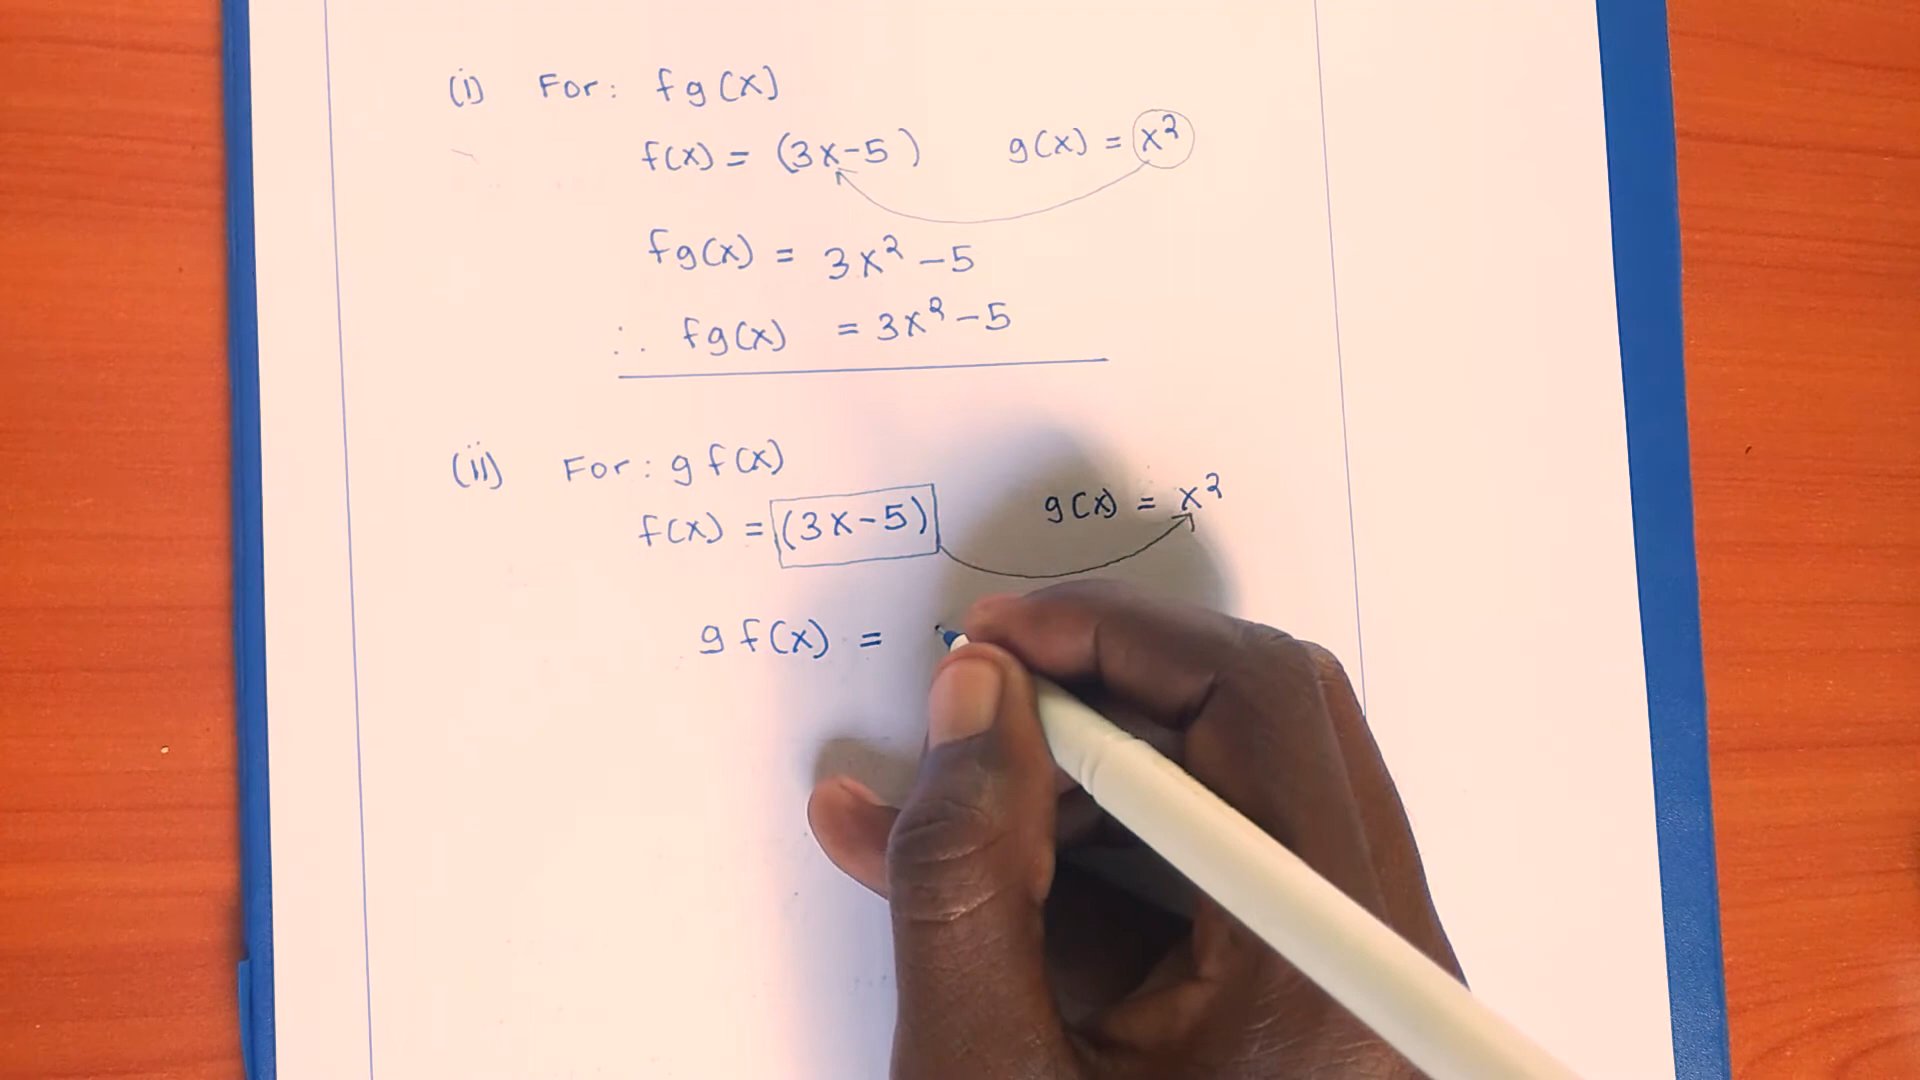 (i) For: fg(x)
f(x) = (3x-5) g(x) = x²
fg(x) = 3x² - 5
∴ fg(x) = 3x² - 5
(ii) For: gf(x)
f(x) = (3x-5) g(x) = x²
gf(x) =